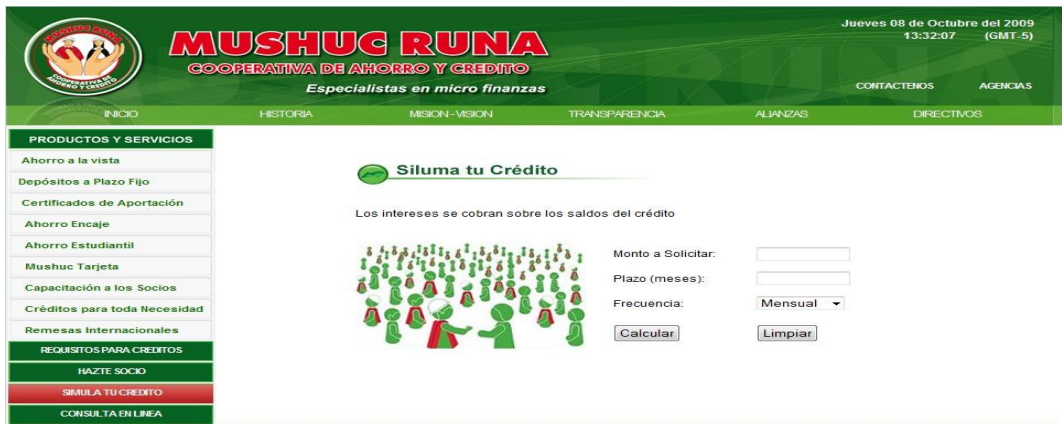 MUSHUC RUNA
COOPERATIVA DE AHORRO Y CREDITO
Especialistas en micro finanzas
Jueves 08 de Octubre del 2009
13:32:07 (GMT-5)
CONTACTENOS AGENCIAS
INICIO HISTORIA MISION - VISION TRANSPARENCIA ALIANZAS DIRECTIVOS
PRODUCTOS Y SERVICIOS
Ahorro a la vista
Depósitos a Plazo Fijo
Certificados de Aportación
Ahorro Encaje
Ahorro Estudiantil
Mushuc Tarjeta
Capacitación a los Socios
Créditos para toda Necesidad
Remesas Internacionales
REQUISITOS PARA CREDITOS
HAZTE SOCIO
SIMULA TU CREDITO
CONSULTA EN LINEA
Siluma tu Crédito
Los intereses se cobran sobre los saldos del crédito
Monto a Solicitar:
Plazo (meses):
Frecuencia: Mensual
Calcular Limpiar